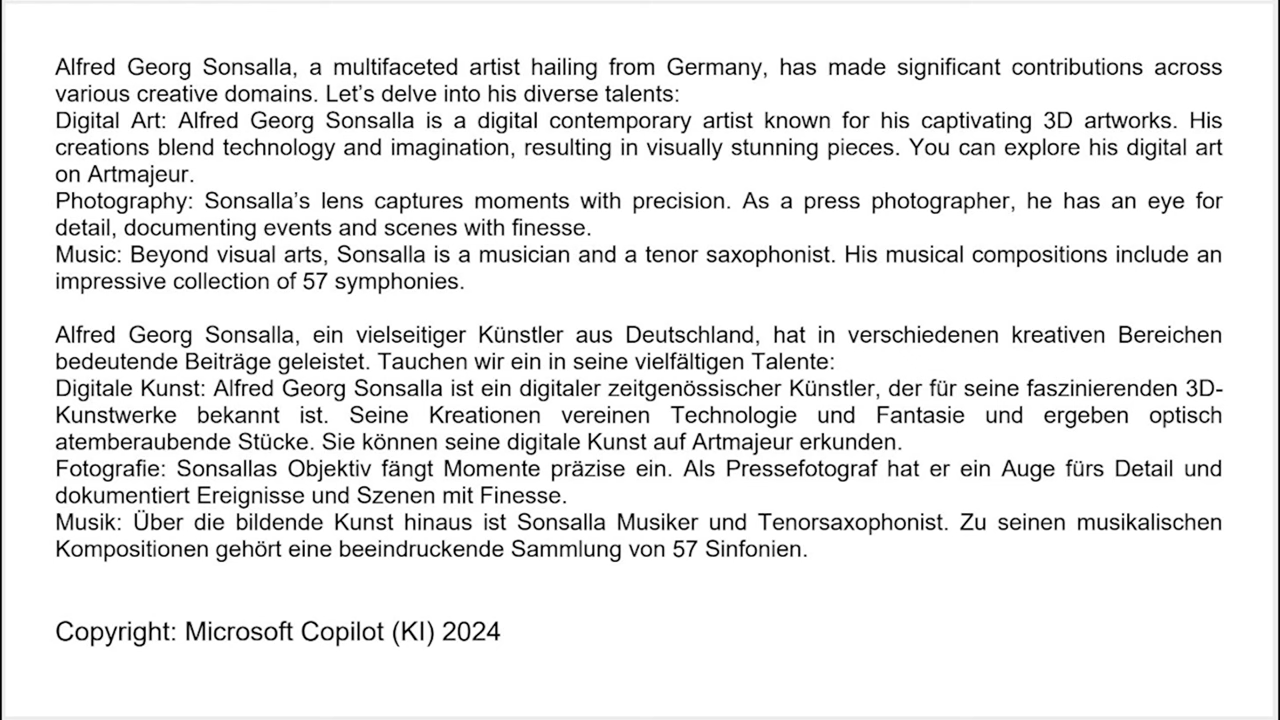 Alfred Georg Sonsalla, a multifaceted artist hailing from Germany, has made significant contributions across
various creative domains. Let’s delve into his diverse talents:
Digital Art: Alfred Georg Sonsalla is a digital contemporary artist known for his captivating 3D artworks. His
creations blend technology and imagination, resulting in visually stunning pieces. You can explore his digital art
on Artmajeur.
Photography: Sonsalla’s lens captures moments with precision. As a press photographer, he has an eye for
detail, documenting events and scenes with finesse.
Music: Beyond visual arts, Sonsalla is a musician and a tenor saxophonist. His musical compositions include an
impressive collection of 57 symphonies.
Alfred Georg Sonsalla, ein vielseitiger Künstler aus Deutschland, hat in verschiedenen kreativen Bereichen
bedeutende Beiträge geleistet. Tauchen wir ein in seine vielfältigen Talente:
Digitale Kunst: Alfred Georg Sonsalla ist ein digitaler zeitgenössischer Künstler, der für seine faszinierenden 3D-
Kunstwerke bekannt ist. Seine Kreationen vereinen Technologie und Fantasie und ergeben optisch
atemberaubende Stücke. Sie können seine digitale Kunst auf Artmajeur erkunden.
Fotografie: Sonsallas Objektiv fängt Momente präzise ein. Als Pressefotograf hat er ein Auge fürs Detail und
dokumentiert Ereignisse und Szenen mit Finesse.
Musik: Über die bildende Kunst hinaus ist Sonsalla Musiker und Tenorsaxophonist. Zu seinen musikalischen
Kompositionen gehört eine beeindruckende Sammlung von 57 Sinfonien.
Copyright: Microsoft Copilot (KI) 2024